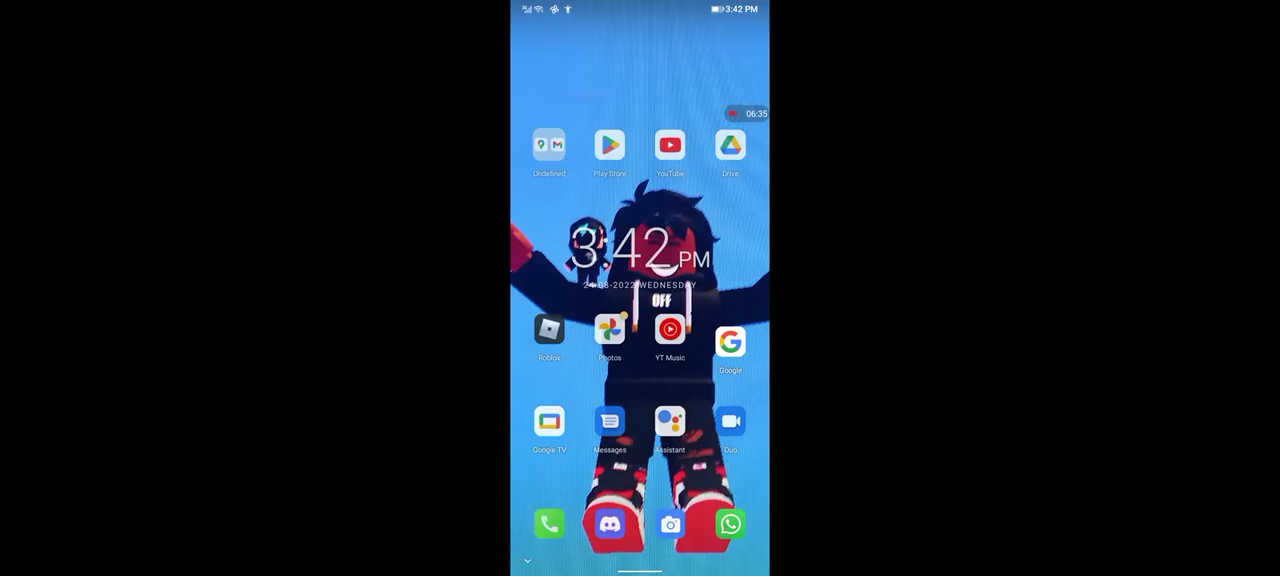 3:42 PM
06:35
Undefined
Play Store
YouTube
Drive
3:42 PM
WEDNESDAY
OFF
Roblox
Photos
YT Music
Google
Google TV
Messages
Assistant
Duo